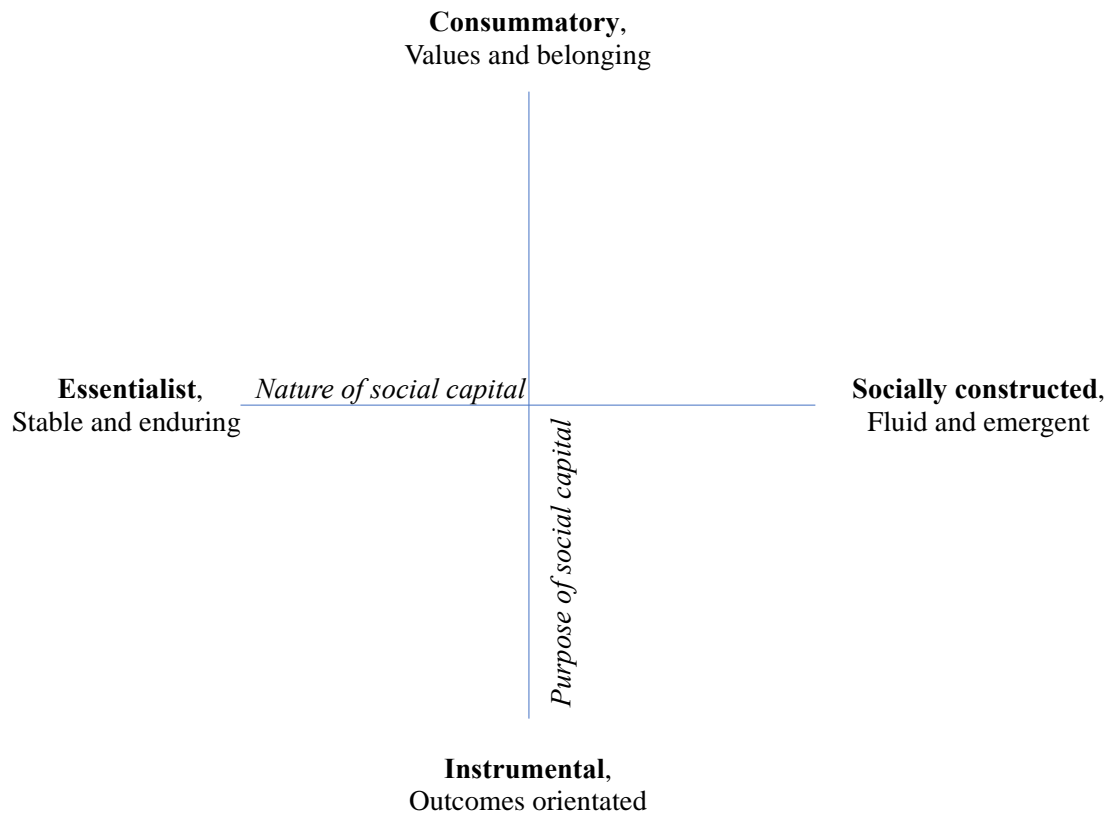 Consummatory,
Values and belonging
Essentialist,
Stable and enduring
Nature of social capital
Socially constructed,
Fluid and emergent
Purpose of social capital
Instrumental,
Outcomes orientated